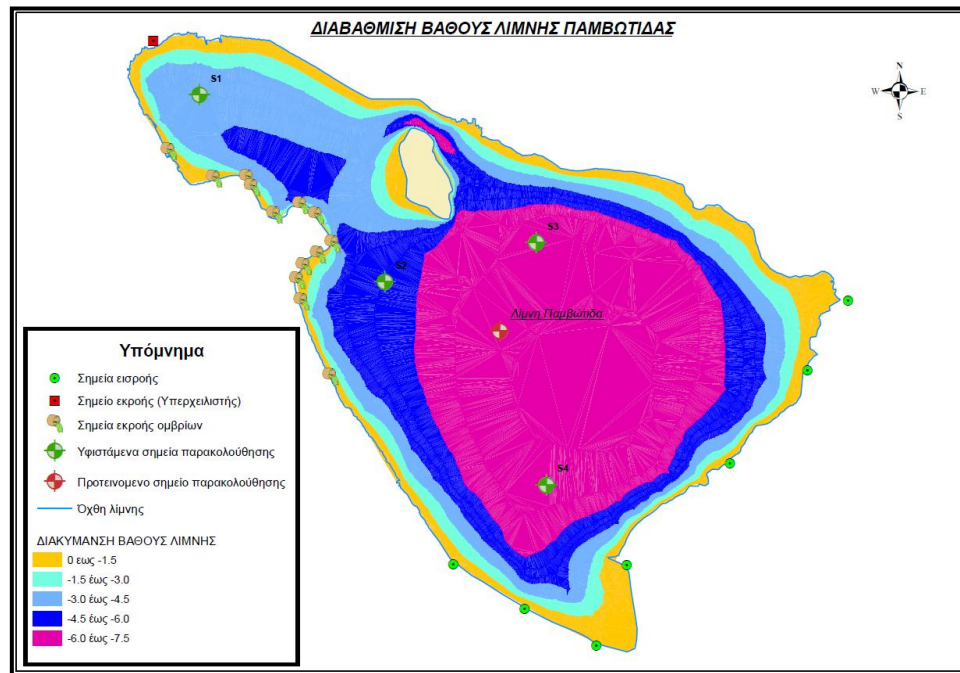 ΔΙΑΒΑΘΜΙΣΗ ΒΑΘΟΥΣ ΛΙΜΝΗΣ ΠΑΜΒΩΤΙΔΑΣ
N
W E
S
S1
S3
S2
Λίμνη Παμβώτιδα
S4
Υπόμνημα
Σημεία εισροής
Σημείο εκροής (Υπερχειλιστής)
Σημεία εκροής ομβρίων
Υφιστάμενα σημεία παρακολούθησης
Προτεινομενο σημείο παρακολούθησης
Όχθη λίμνης
ΔΙΑΚΥΜΑΝΣΗ ΒΑΘΟΥΣ ΛΙΜΝΗΣ
0 εως -1.5
-1.5 έως -3.0
-3.0 έως -4.5
-4.5 έως -6.0
-6.0 έως -7.5